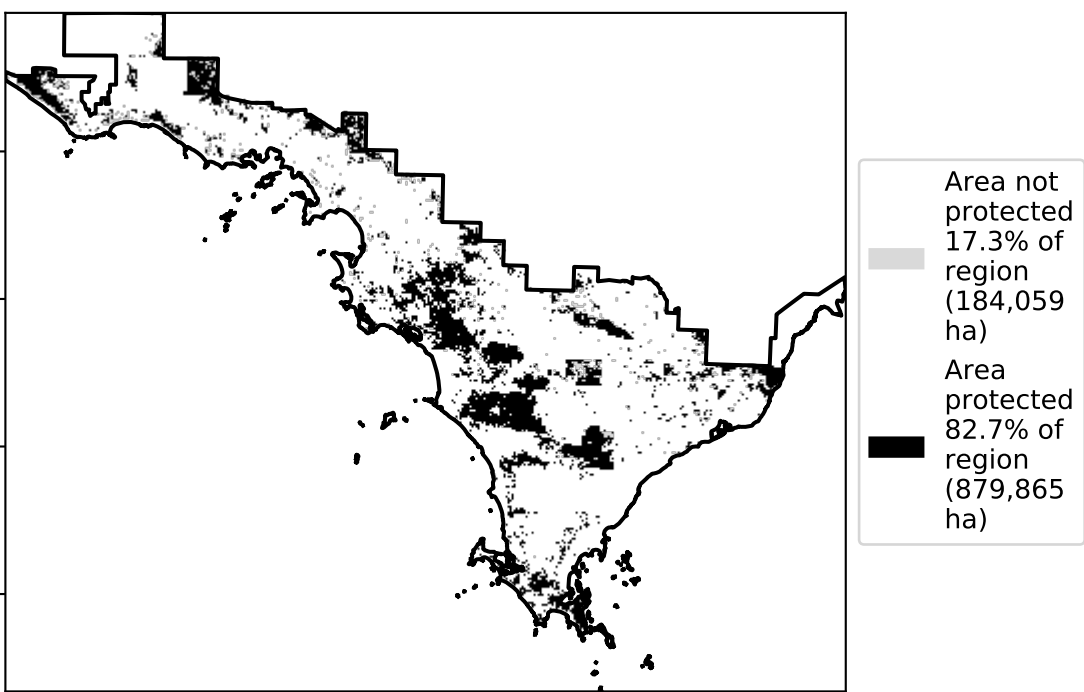 Area not
protected
17.3% of
region
(184,059
ha)
Area
protected
82.7% of
region
(879,865
ha)